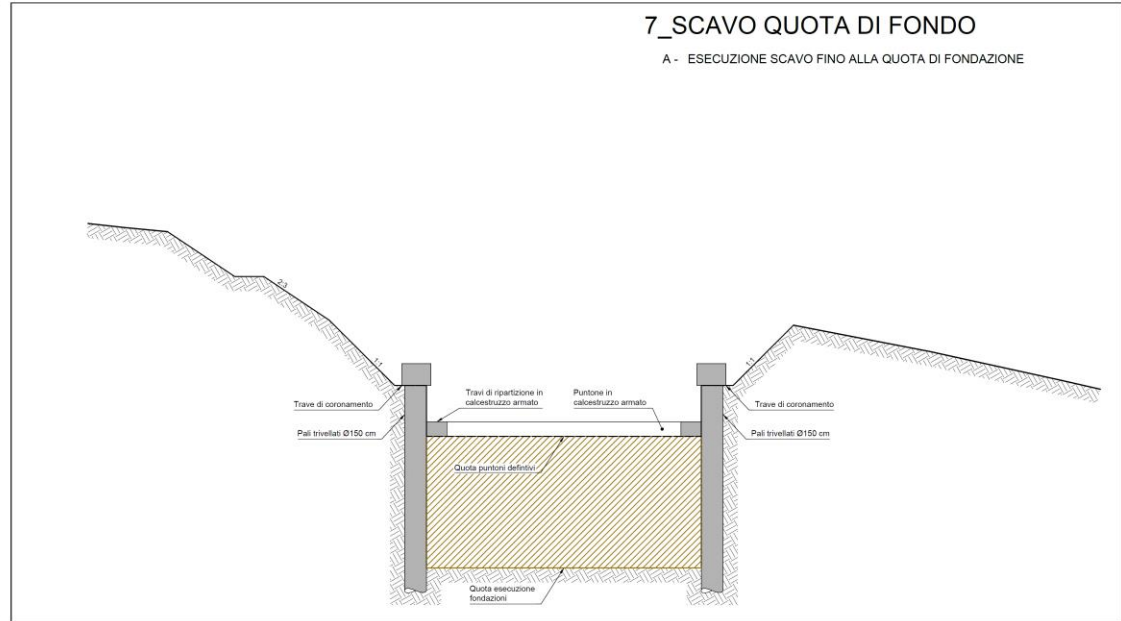 7_SCAVO QUOTA DI FONDO
A - ESECUZIONE SCAVO FINO ALLA QUOTA DI FONDAZIONE
2:3
1:1
1:1
Trave di coronamento
Travi di ripartizione in
calcestruzzo armato
Puntone in
calcestruzzo armato
Trave di coronamento
Pali trivellati Ø150 cm
Pali trivellati Ø150 cm
Quota puntoni defintivi
Quota esecuzione
fondazioni